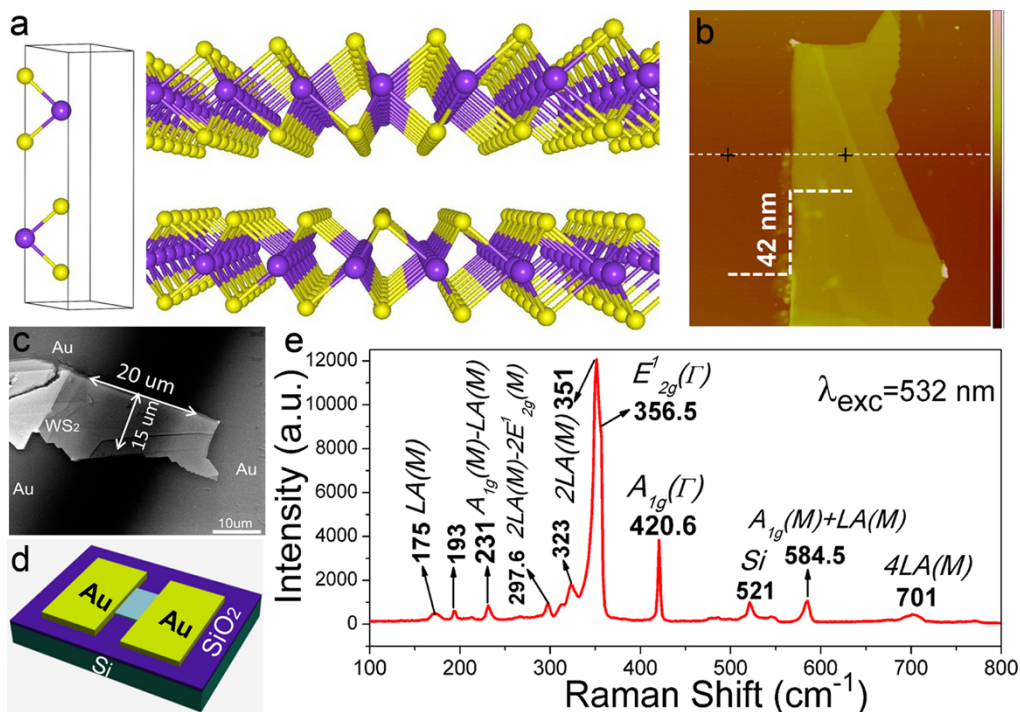 a
b
42 nm
c
Au
20 um
15 um
WS₂
Au
Au
10um
d
Au
Au
SiO₂
Si
e
12000
10000
8000
6000
4000
2000
0
Intensity (a.u.)
LA(M)
175
193
A₁g(M)-LA(M)
231
2LA(M)-2E¹₂g(M)
297.6
323
2LA(M)
351
E¹₂g(Γ)
356.5
λexc=532 nm
A₁g(Γ)
420.6
Si
521
A₁g(M)+LA(M)
584.5
4LA(M)
701
100 200 300 400 500 600 700 800
Raman Shift (cm⁻¹)